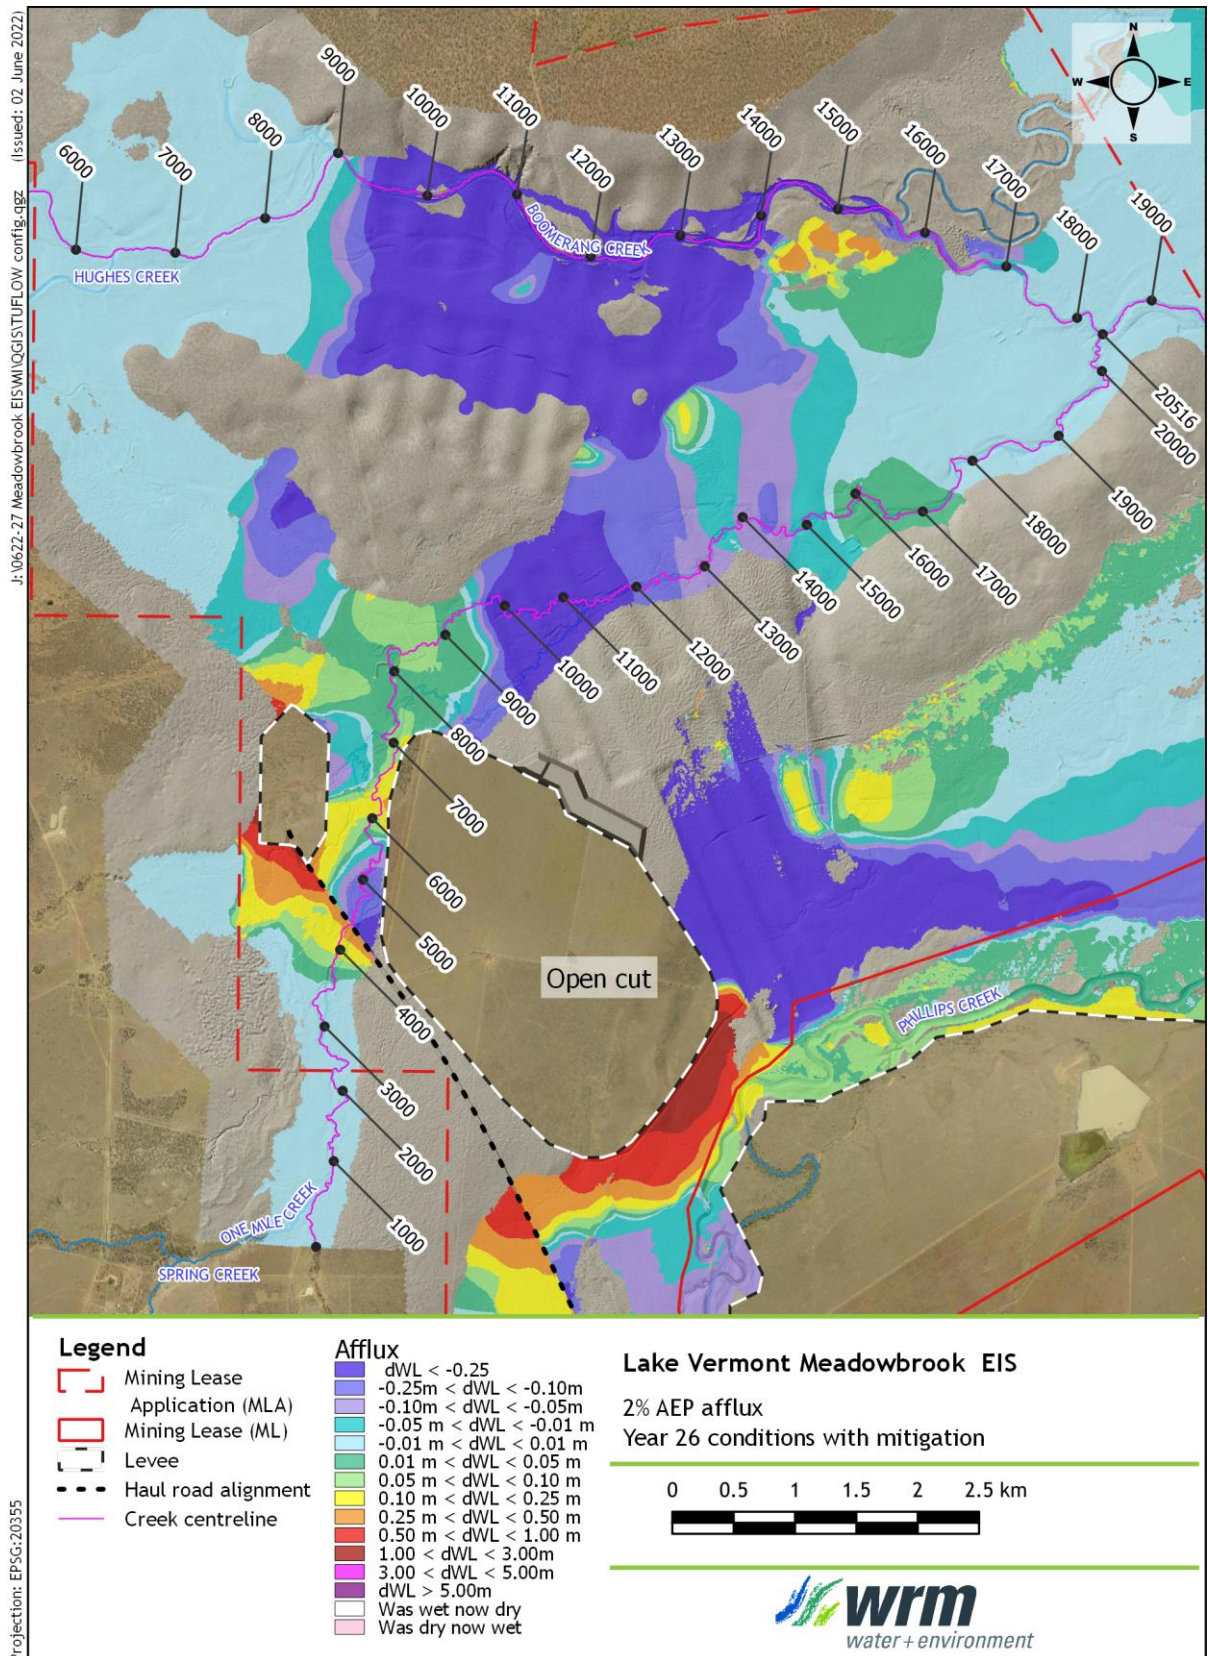 J:\0622-27 Meadowbrook EIS\WI\QGIS\TUFLOW config.qgz (Issued: 02 June 2022)
Projection: EPSG:20355
N
W E
S
6000
7000
8000
9000
10000
11000
12000
13000
14000
15000
16000
17000
18000
19000
HUGHES CREEK
BOOMERANG CREEK
20516
20000
19000
18000
17000
16000
15000
14000
13000
12000
11000
10000
9000
8000
7000
6000
5000
4000
3000
2000
1000
Open cut
PHILLIPS CREEK
ONE MILE CREEK
SPRING CREEK
Legend
Mining Lease
Application (MLA)
Mining Lease (ML)
Levee
Haul road alignment
Creek centreline
Afflux
dWL < -0.25
-0.25m < dWL < -0.10m
-0.10m < dWL < -0.05m
-0.05 m < dWL < -0.01 m
-0.01 m < dWL < 0.01 m
0.01 m < dWL < 0.05 m
0.05 m < dWL < 0.10 m
0.10 m < dWL < 0.25 m
0.25 m < dWL < 0.50 m
0.50 m < dWL < 1.00 m
1.00 < dWL < 3.00m
3.00 < dWL < 5.00m
dWL > 5.00m
Was wet now dry
Was dry now wet
Lake Vermont Meadowbrook EIS
2% AEP afflux
Year 26 conditions with mitigation
0 0.5 1 1.5 2 2.5 km
wrm
water + environment